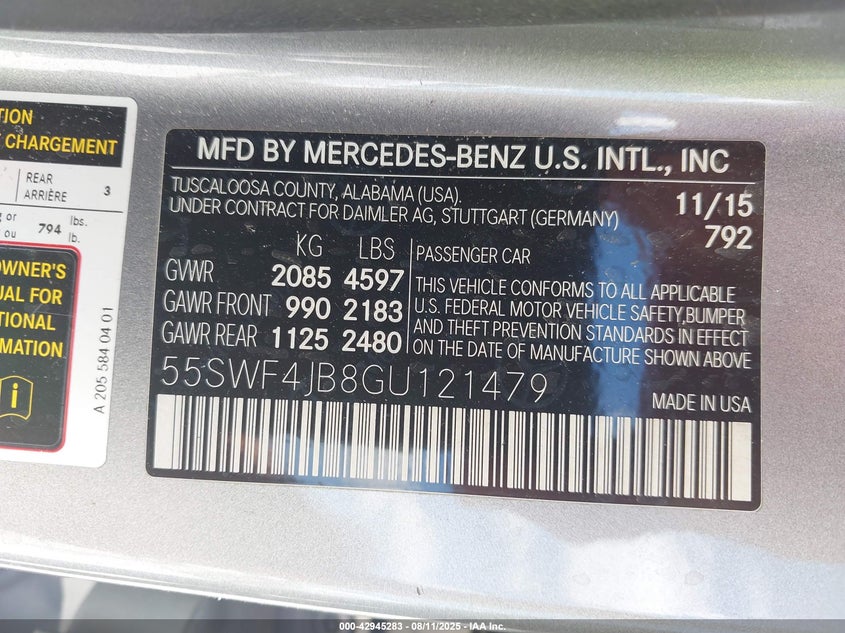 TION
CHARGEMENT
REAR
ARRIÈRE 3
or
ou 794 lbs.
lb.
OWNER'S
UAL FOR
TIONAL
RMATION
A 205 584 04 01
MFD BY MERCEDES-BENZ U.S. INTL., INC
TUSCALOOSA COUNTY, ALABAMA (USA). 11/15
UNDER CONTRACT FOR DAIMLER AG, STUTTGART (GERMANY) 792
KG LBS
GVWR 2085 4597
GAWR FRONT 990 2183
GAWR REAR 1125 2480
PASSENGER CAR
THIS VEHICLE CONFORMS TO ALL APPLICABLE
U.S. FEDERAL MOTOR VEHICLE SAFETY,BUMPER
AND THEFT PREVENTION STANDARDS IN EFFECT
ON THE DATE OF MANUFACTURE SHOWN ABOVE
55SWF4JB8GU121479
MADE IN USA
000-42945283 - 08/11/2025 - IAA Inc.